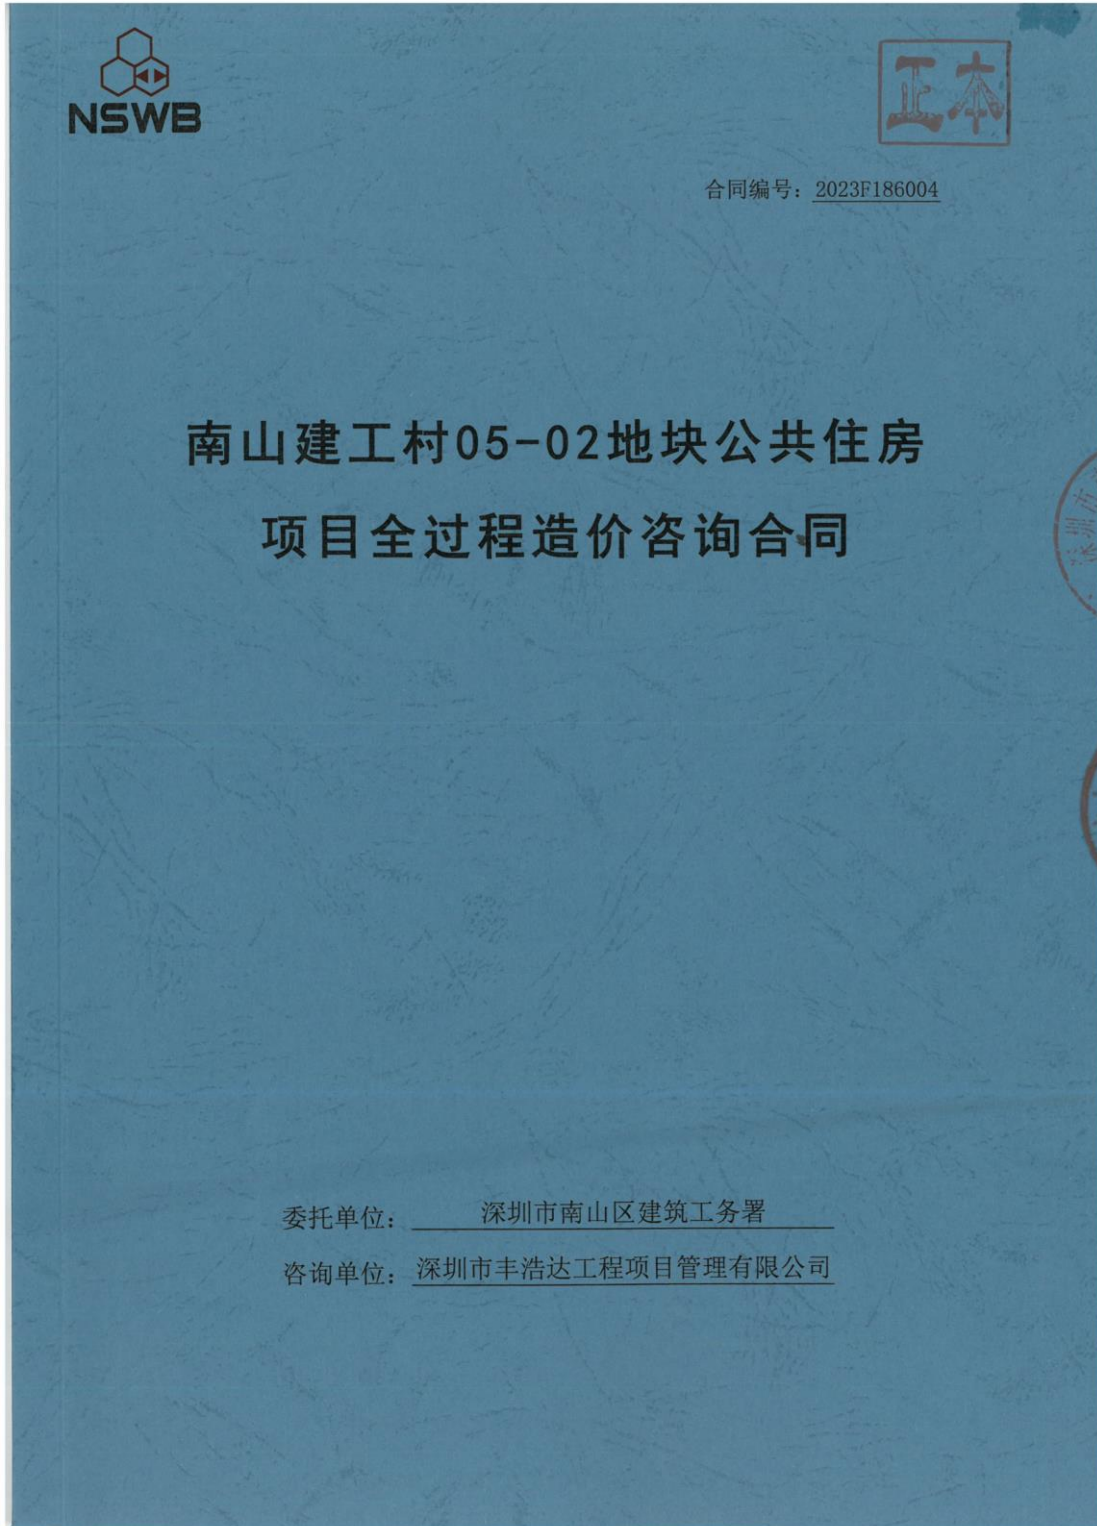 NSWB
正本
合同编号：2023F186004
南山建工村05-02地块公共住房
项目全过程造价咨询合同
深圳市
委托单位：深圳市南山区建筑工务署
咨询单位：深圳市丰浩达工程项目管理有限公司